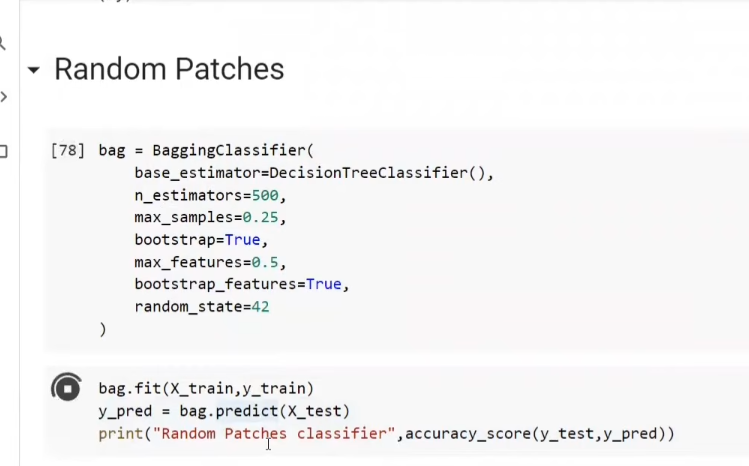 Random Patches
[78] bag = BaggingClassifier(
base_estimator=DecisionTreeClassifier(),
n_estimators=500,
max_samples=0.25,
bootstrap=True,
max_features=0.5,
bootstrap_features=True,
random_state=42
)
bag.fit(X_train,y_train)
y_pred = bag.predict(X_test)
print("Random Patches classifier",accuracy_score(y_test,y_pred))